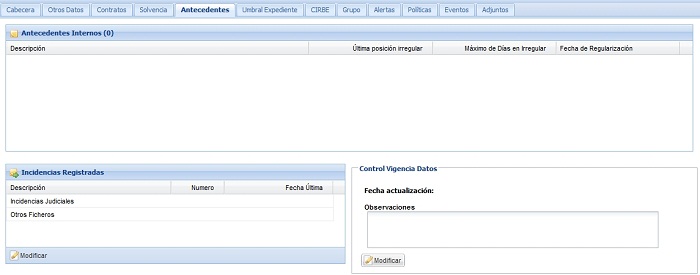 Cabecera Otros Datos Contratos Solvencia Antecedentes Umbral Expediente CIRBE Grupo Alertas Políticas Eventos Adjuntos
Antecedentes Internos (0)
Descripción Última posición irregular Máximo de Días en Irregular Fecha de Regularización
Incidencias Registradas
Descripción Numero Fecha Última
Incidencias Judiciales
Otros Ficheros
Modificar
Control Vigencia Datos
Fecha actualización:
Observaciones
Modificar